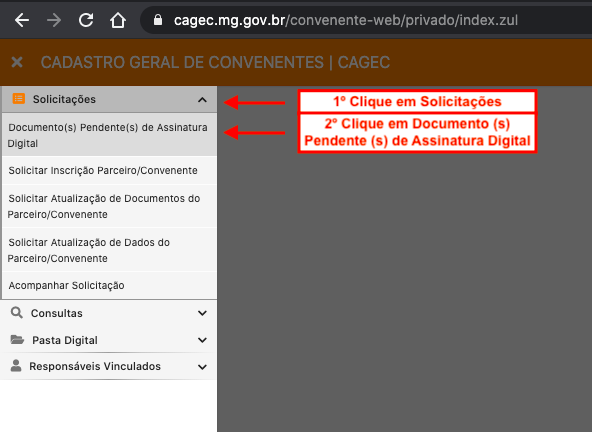 cagec.mg.gov.br/convenente-web/privado/index.zul
CADASTRO GERAL DE CONVENENTES | CAGEC
Solicitações
1º Clique em Solicitações
Documento(s) Pendente(s) de Assinatura
Digital
2º Clique em Documento (s)
Pendente (s) de Assinatura Digital
Solicitar Inscrição Parceiro/Convenente
Solicitar Atualização de Documentos do
Parceiro/Convenente
Solicitar Atualização de Dados do
Parceiro/Convenente
Acompanhar Solicitação
Consultas
Pasta Digital
Responsáveis Vinculados